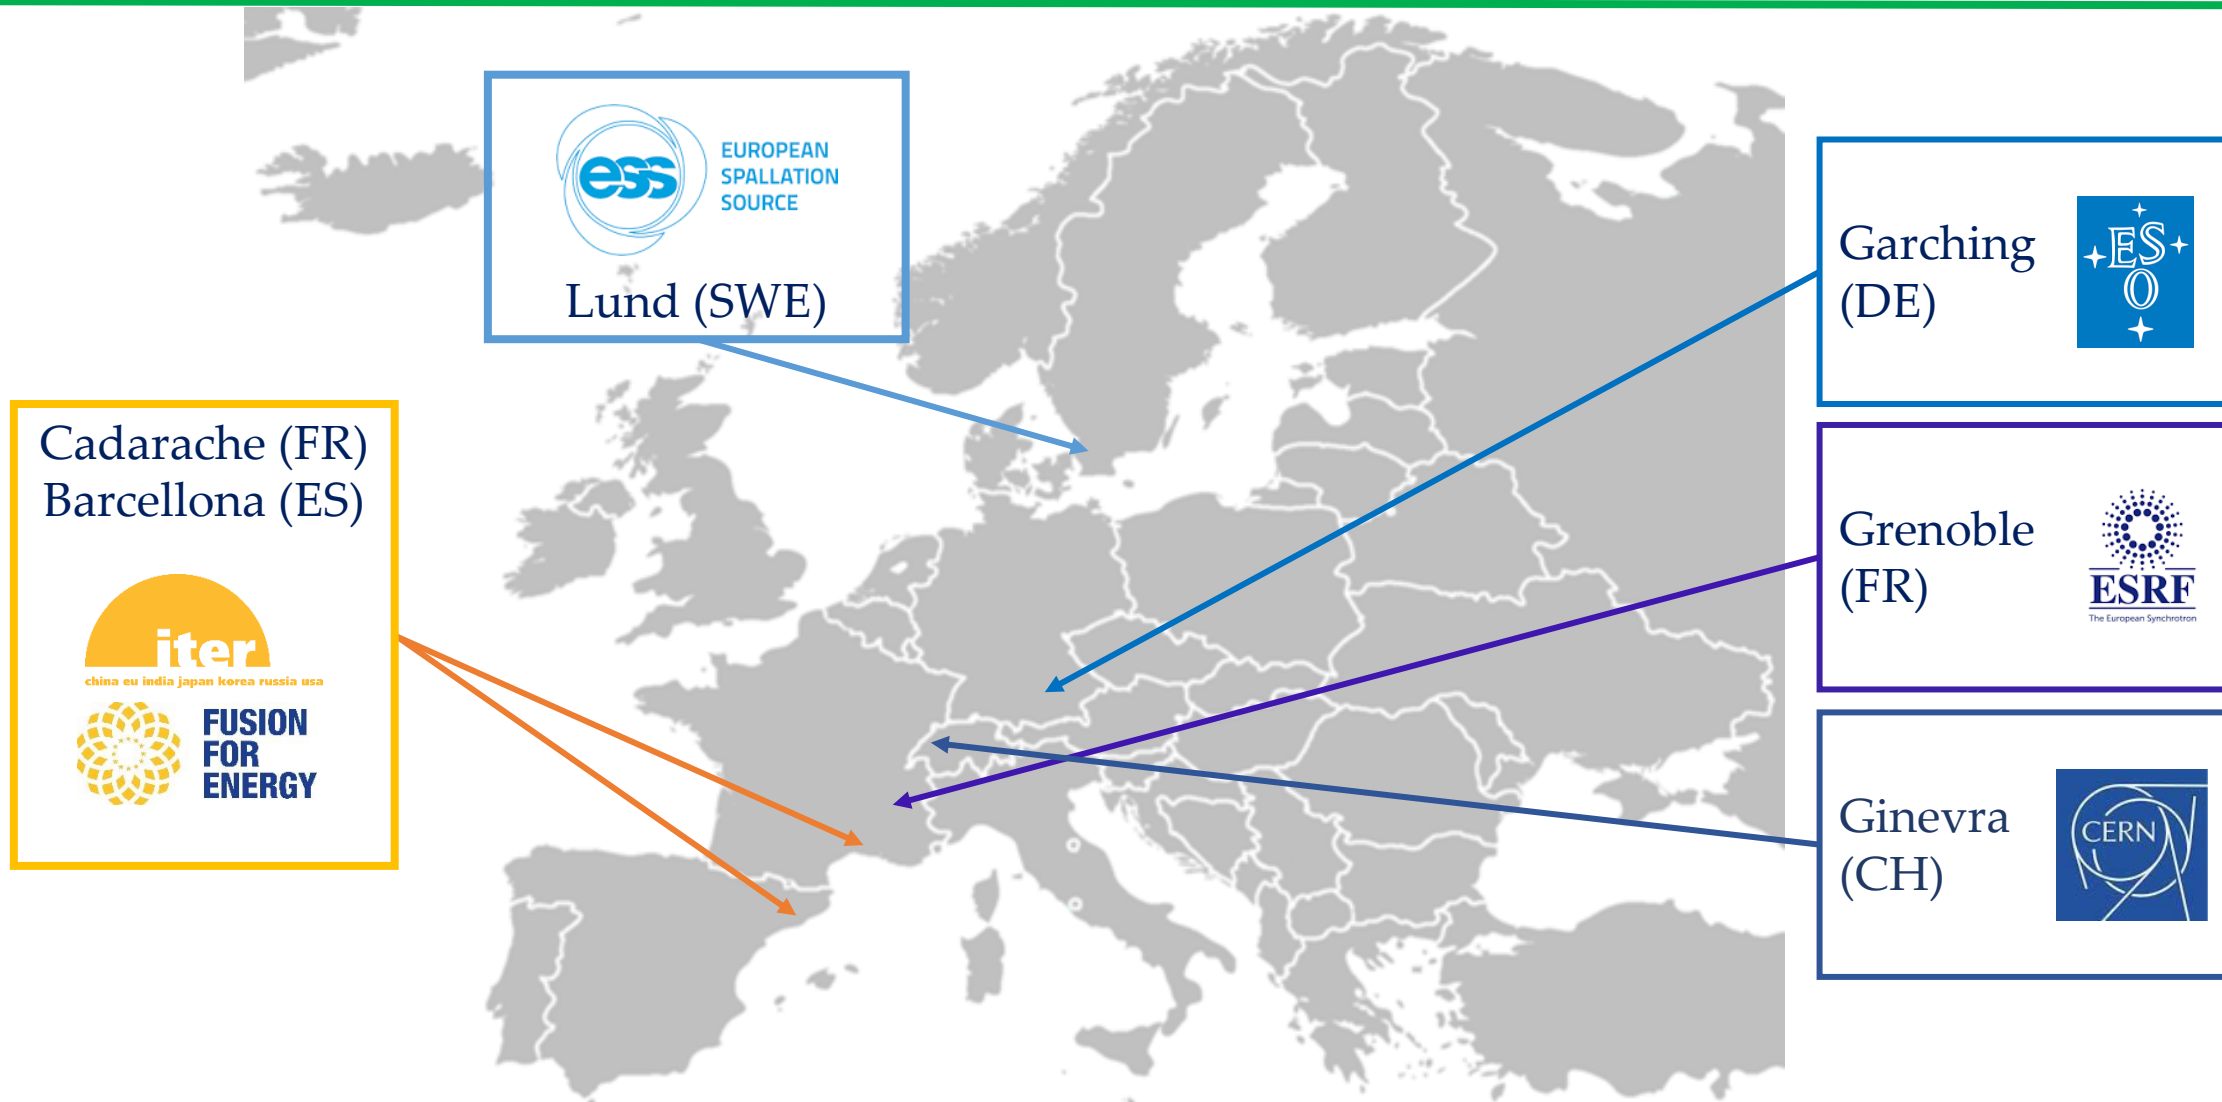 ess
EUROPEAN
SPALLATION
SOURCE
Lund (SWE)
Cadarache (FR)
Barcellona (ES)
iter
china eu india japan korea russia usa
FUSION
FOR
ENERGY
Garching
(DE)
ES
O
Grenoble
(FR)
ESRF
The European Synchrotron
Ginevra
(CH)
CERN